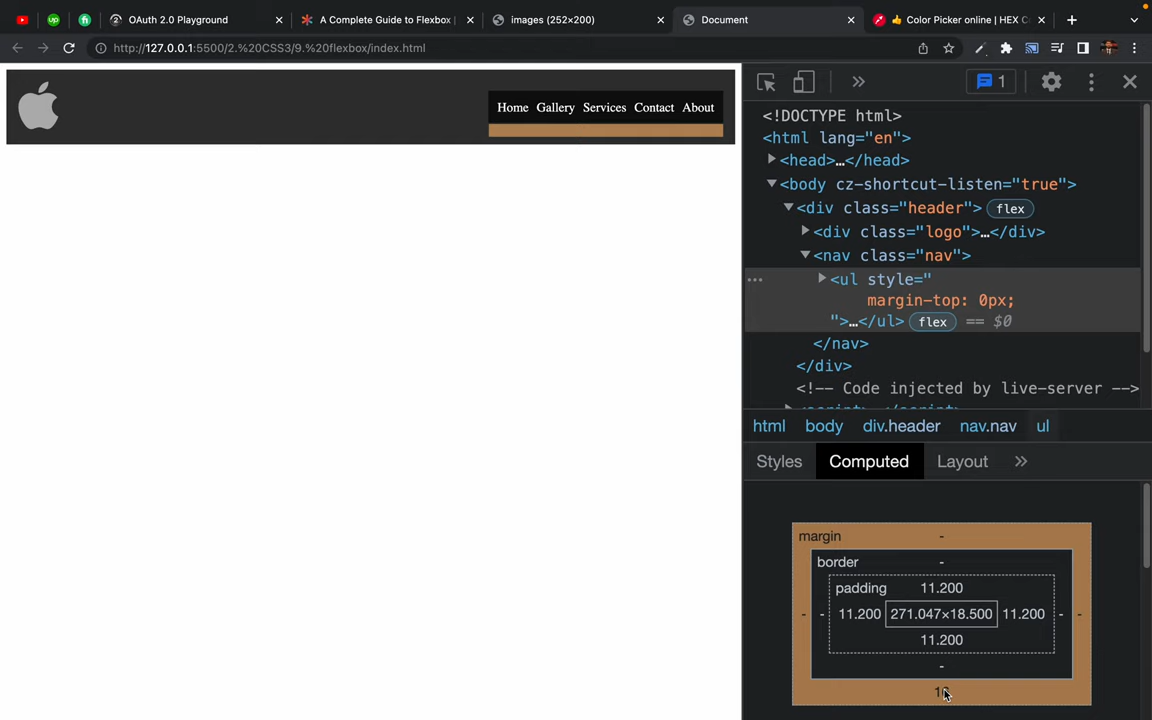 OAuth 2.0 Playground
A Complete Guide to Flexbox
images (252×200)
Document
👍 Color Picker online | HEX C
http://127.0.0.1:5500/2.%20CSS3/9.%20flexbox/index.html
Home Gallery Services Contact About
1
<!DOCTYPE html>
<html lang="en">
<head>…</head>
<body cz-shortcut-listen="true">
<div class="header"> flex
<div class="logo">…</div>
<nav class="nav">
<ul style="
margin-top: 0px;
">…</ul> flex == $0
</nav>
</div>
<!-- Code injected by live-server -->
html body div.header nav.nav ul
Styles Computed Layout
margin -
border -
padding 11.200
- - 11.200 271.047×18.500 11.200 - -
11.200
-